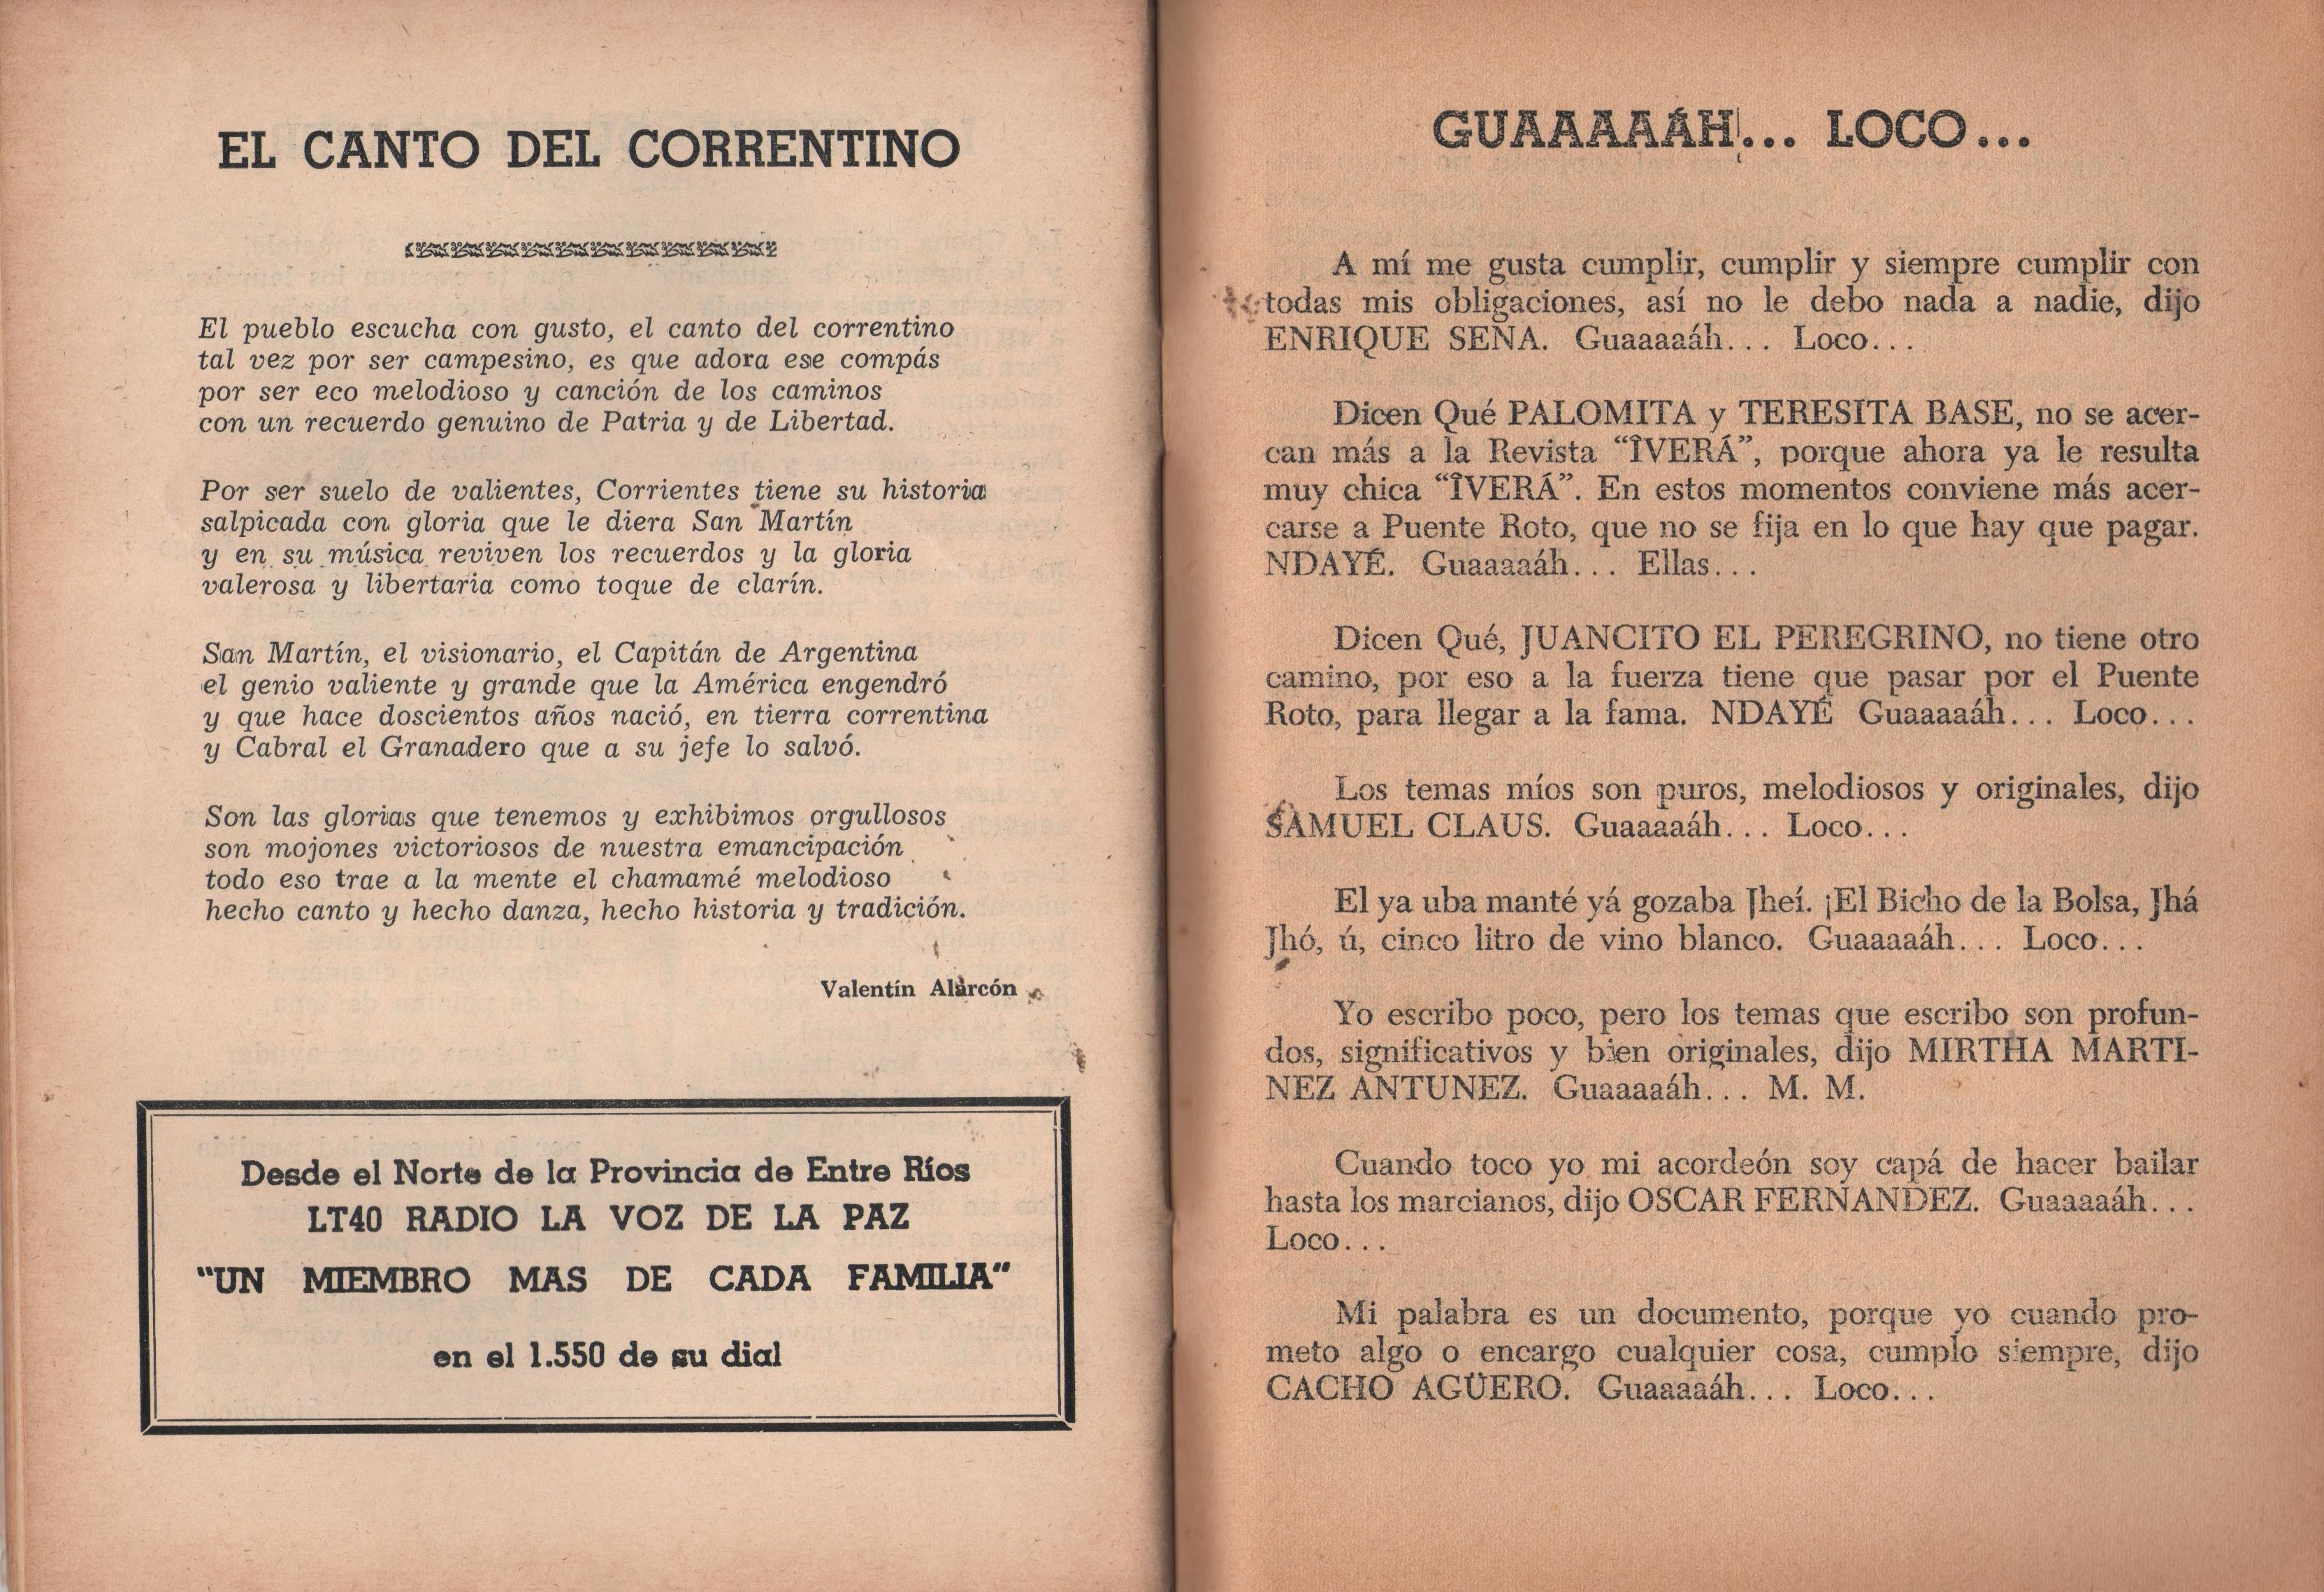 EL CANTO DEL CORRENTINO
El pueblo escucha con gusto, el canto del correntino
tal vez por ser campesino, es que adora ese compás
por ser eco melodioso y canción de los caminos
con un recuerdo genuino de Patria y de Libertad.
Por ser suelo de valientes, Corrientes tiene su historia
salpicada con gloria que le diera San Martín
y en su música reviven los recuerdos y la gloria
valerosa y libertaria como toque de clarín.
San Martín, el visionario, el Capitán de Argentina
el genio valiente y grande que la América engendró
y que hace doscientos años nació, en tierra correntina
y Cabral el Granadero que a su jefe lo salvó.
Son las glorias que tenemos y exhibimos orgullosos
son mojones victoriosos de nuestra emancipación
todo eso trae a la mente el chamamé melodioso
hecho canto y hecho danza, hecho historia y tradición.
Valentín Alarcón
Desde el Norte de la Provincia de Entre Ríos
LT40 RADIO LA VOZ DE LA PAZ
"UN MIEMBRO MAS DE CADA FAMILIA"
en el 1.550 de su dial
GUAAAAAÁH... LOCO...
A mí me gusta cumplir, cumplir y siempre cumplir con
todas mis obligaciones, así no le debo nada a nadie, dijo
ENRIQUE SENA. Guaaaaáh... Loco...
Dicen Qué PALOMITA y TERESITA BASE, no se acer-
can más a la Revista “ÎVERÁ”, porque ahora ya le resulta
muy chica “ÎVERÁ”. En estos momentos conviene más acer-
carse a Puente Roto, que no se fija en lo que hay que pagar.
NDAYÉ. Guaaaaáh... Ellas...
Dicen Qué, JUANCITO EL PEREGRINO, no tiene otro
camino, por eso a la fuerza tiene que pasar por el Puente
Roto, para llegar a la fama. NDAYÉ Guaaaaáh... Loco...
Los temas míos son puros, melodiosos y originales, dijo
SAMUEL CLAUS. Guaaaaáh... Loco...
El ya uba manté yá gozaba Jheí. ¡El Bicho de la Bolsa, Jhá
Jhó, ú, cinco litro de vino blanco. Guaaaaáh... Loco...
Yo escribo poco, pero los temas que escribo son profun-
dos, significativos y bien originales, dijo MIRTHA MARTI-
NEZ ANTUNEZ. Guaaaaáh... M. M.
Cuando toco yo mi acordeón soy capá de hacer bailar
hasta los marcianos, dijo OSCAR FERNANDEZ. Guaaaaáh...
Loco...
Mi palabra es un documento, porque yo cuando pro-
meto algo o encargo cualquier cosa, cumplo siempre, dijo
CACHO AGÜERO. Guaaaaáh... Loco...